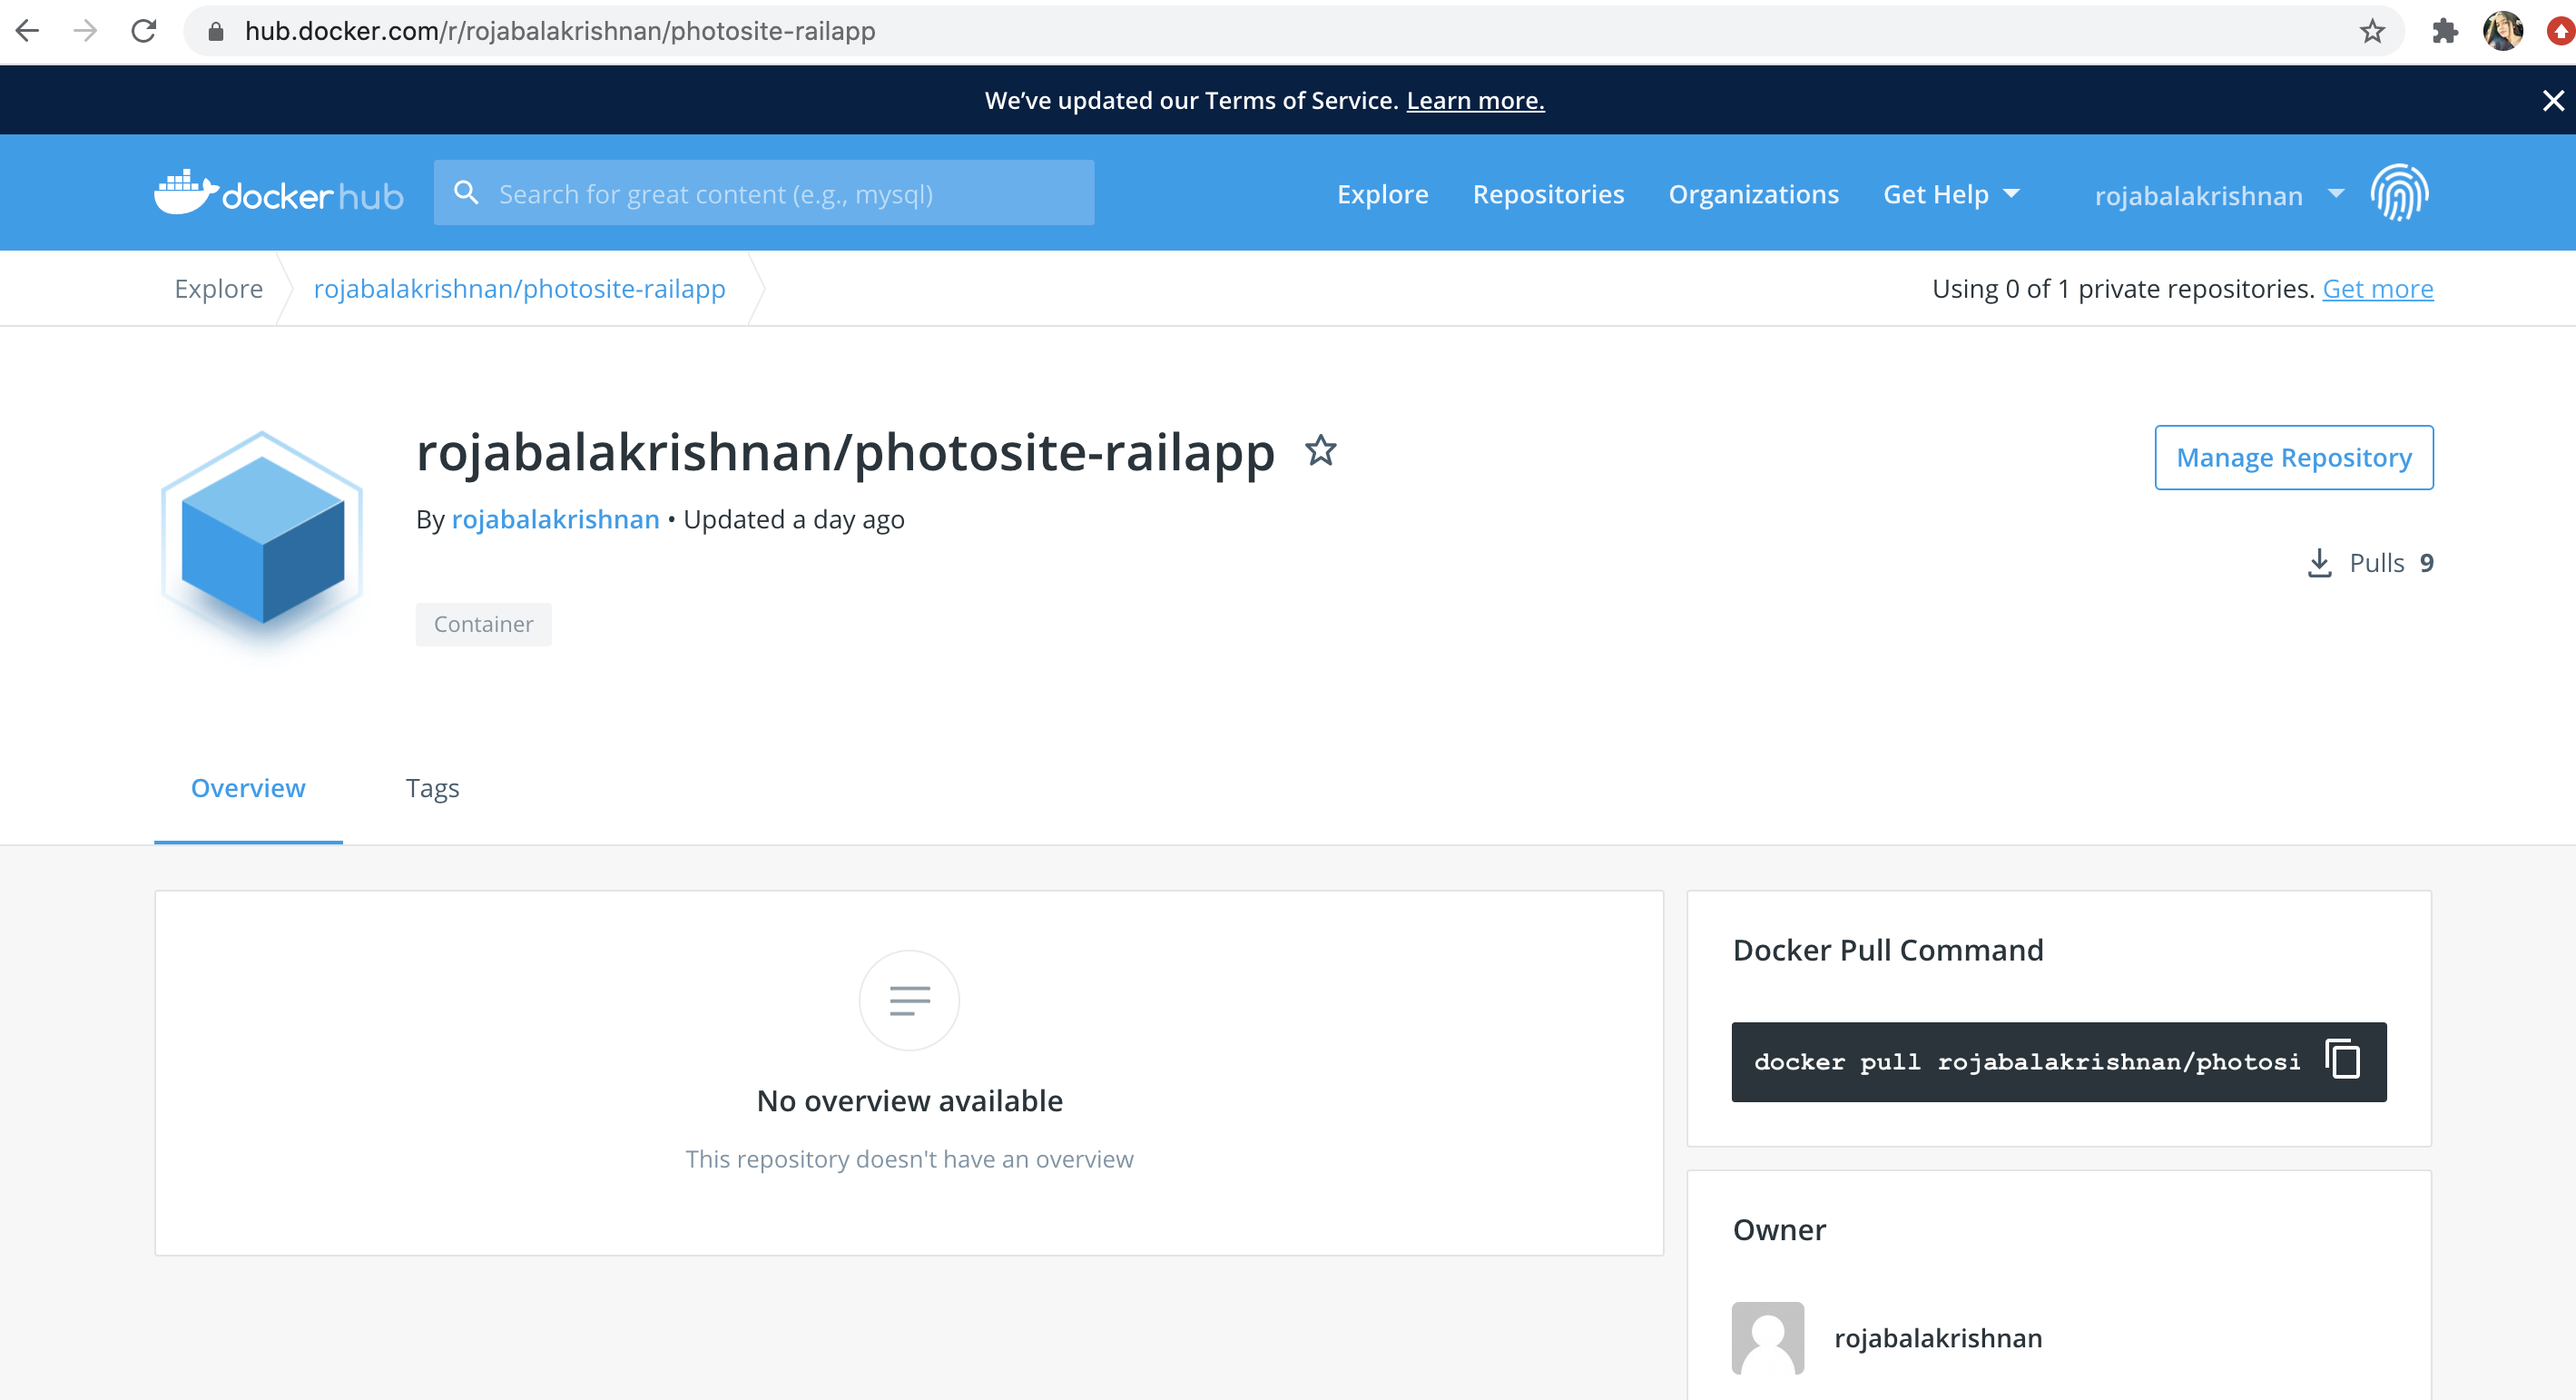 hub.docker.com/r/rojabalakrishnan/photosite-railapp
We've updated our Terms of Service. Learn more.
dockerhub
Search for great content (e.g., mysql)
Explore
Repositories
Organizations
Get Help
rojabalakrishnan
Explore
rojabalakrishnan/photosite-railapp
Using 0 of 1 private repositories. Get more
rojabalakrishnan/photosite-railapp
Manage Repository
By rojabalakrishnan • Updated a day ago
Pulls 9
Container
Overview
Tags
No overview available
This repository doesn't have an overview
Docker Pull Command
docker pull rojabalakrishnan/photosi
Owner
rojabalakrishnan